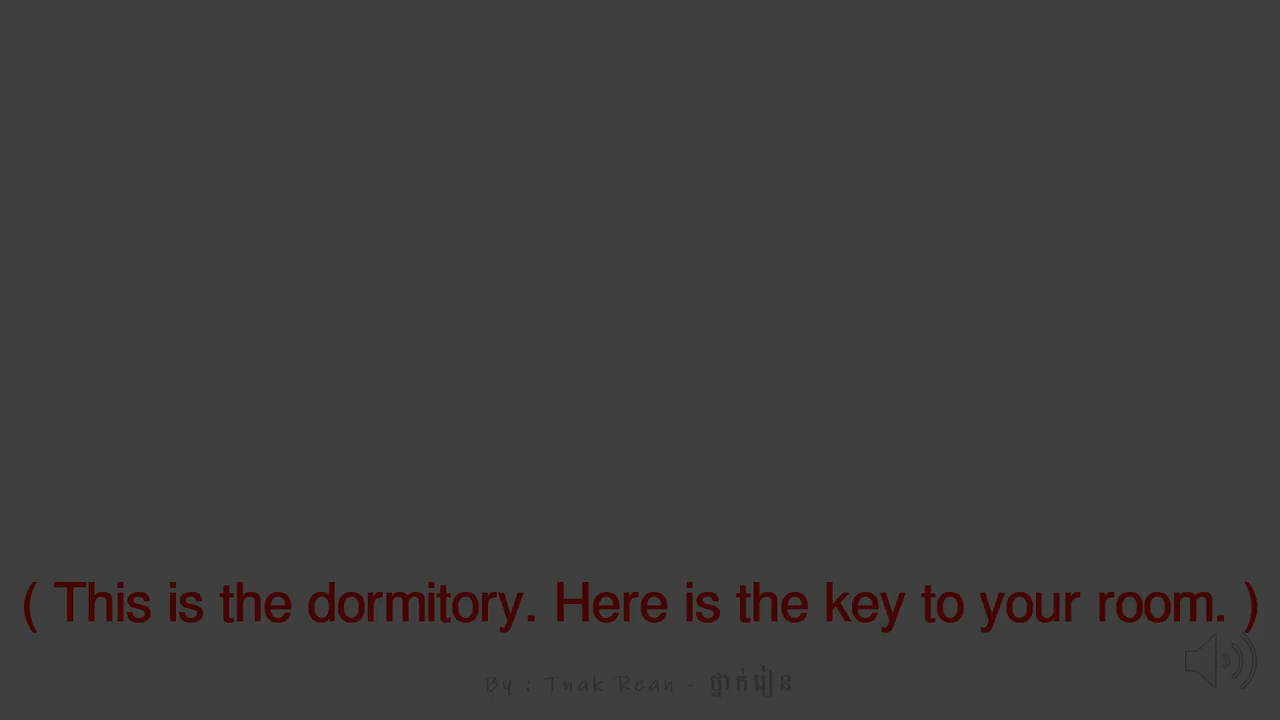 ( This is the dormitory. Here is the key to your room. )
By : Tnak Rean - ថ្នាក់រៀន